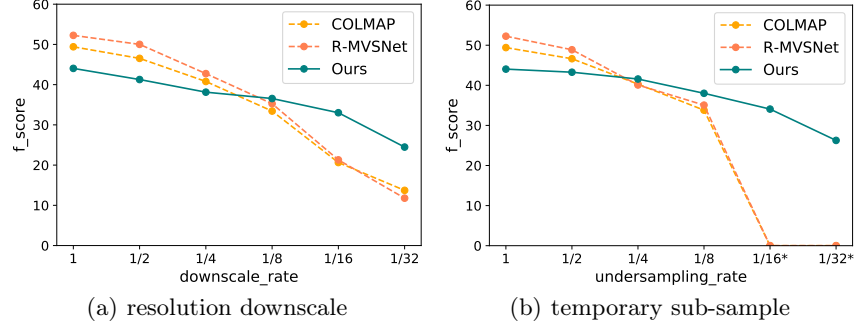 60
50
40
30
20
10
0
f_score
COLMAP
R-MVSNet
Ours
1 1/2 1/4 1/8 1/16 1/32
downscale_rate
(a) resolution downscale
60
50
40
30
20
10
0
f_score
COLMAP
R-MVSNet
Ours
1 1/2 1/4 1/8 1/16* 1/32*
undersampling_rate
(b) temporary sub-sample